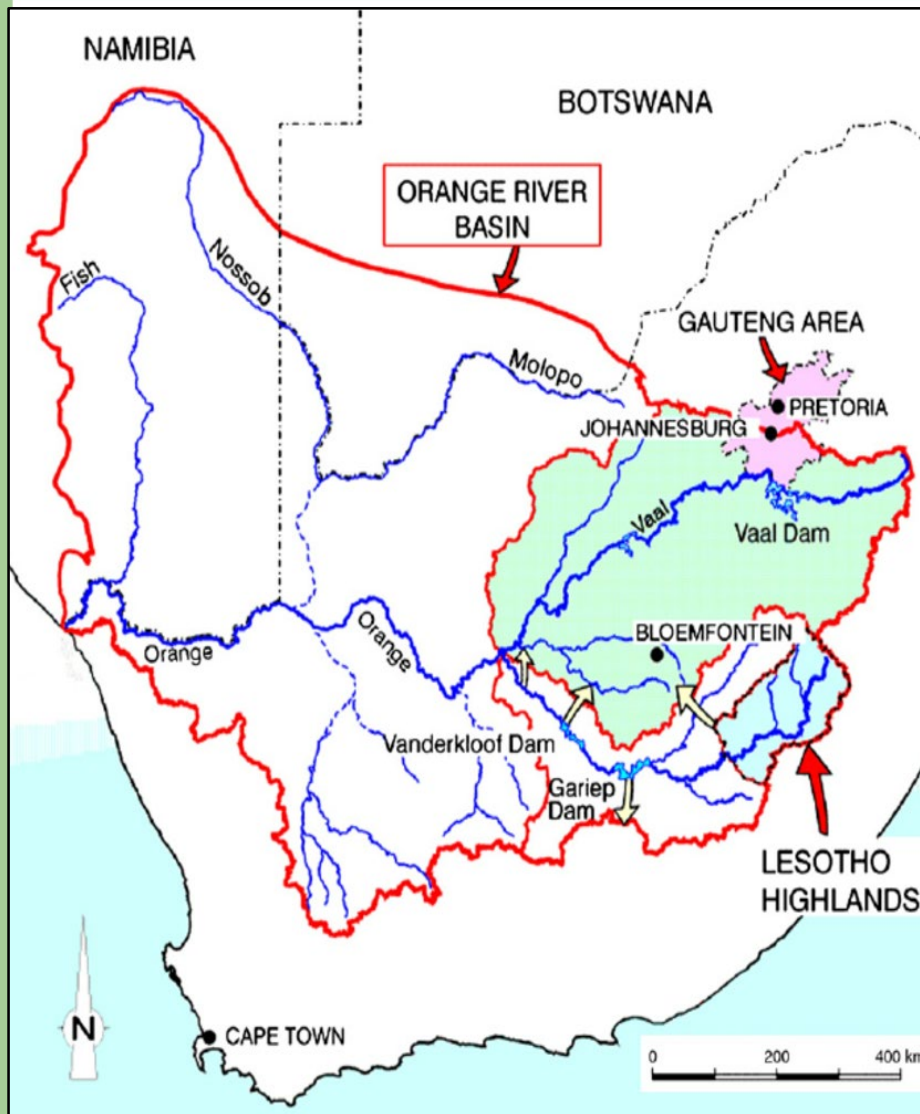 NAMIBIA
BOTSWANA
ORANGE RIVER
BASIN
Fish
Nossob
GAUTENG AREA
Molopo
PRETORIA
JOHANNESBURG
Vaal
Vaal Dam
BLOEMFONTEIN
Orange
Orange
Vanderkloof Dam
Gariep
Dam
LESOTHO
HIGHLANDS
N
CAPE TOWN
0 200 400 km